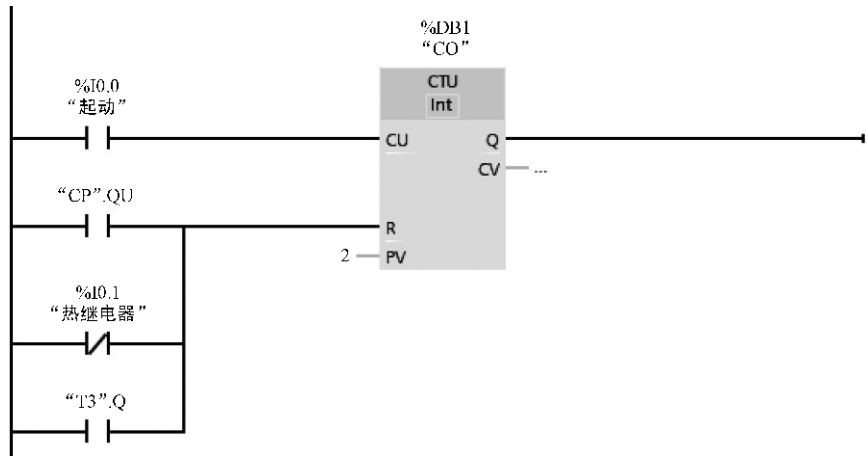 %DB1
“CO”
CTU
Int
%I0.0
“起动”
CU
Q
CV
...
“CP”.QU
R
2
PV
%I0.1
“热继电器”
“T3”.Q